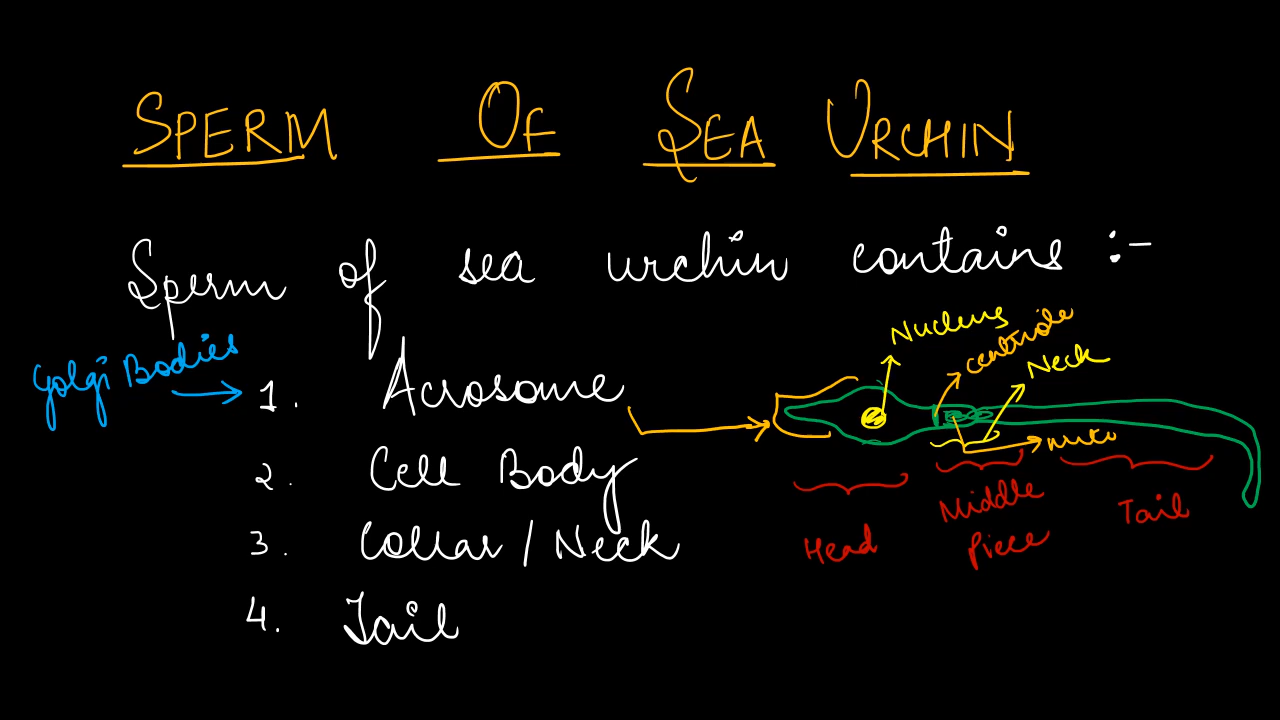 SPERM OF SEA URCHIN
Sperm of sea urchin contains :-
Golgi Bodies
1. Acrosome
2. Cell Body
3. Collar / Neck
4. Tail
Nucleus
centriole
Neck
mito
Head
Middle
Piece
Tail